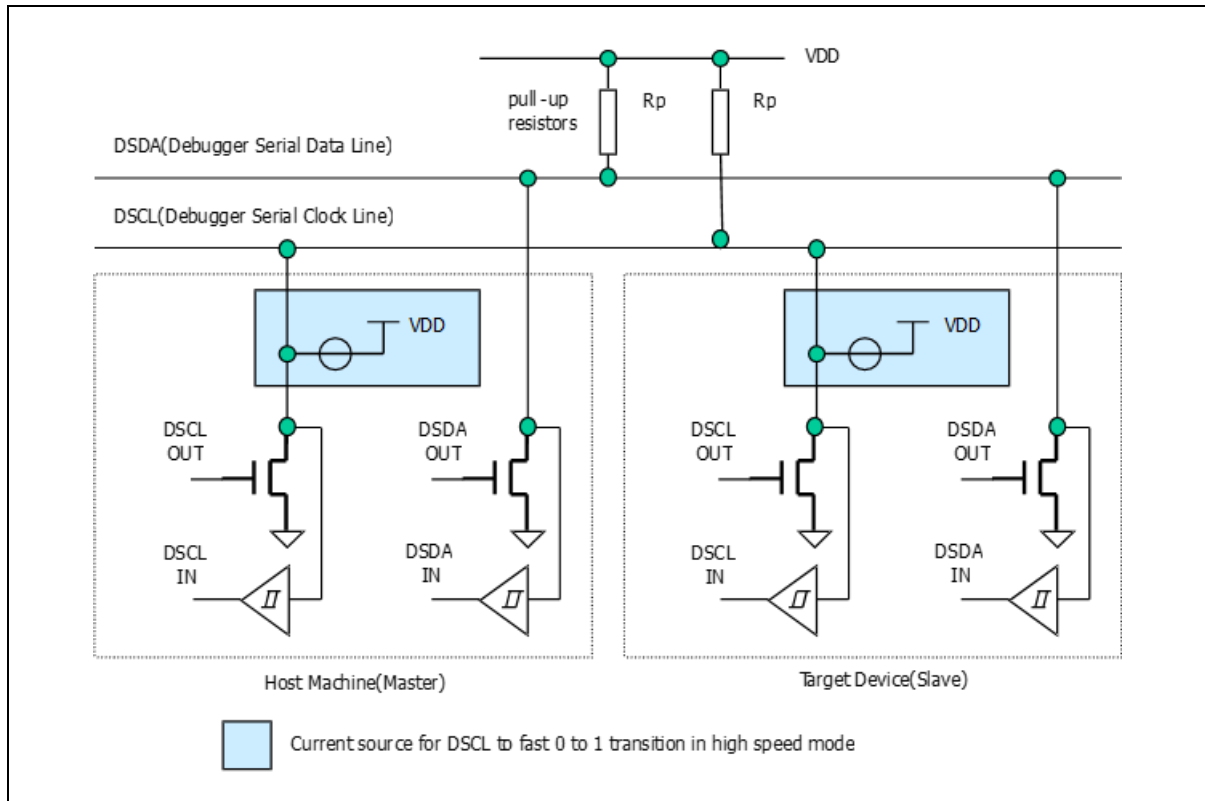 VDD
pull -up
resistors
Rp
Rp
DSDA(Debugger Serial Data Line)
DSCL(Debugger Serial Clock Line)
VDD
VDD
DSCL
OUT
DSDA
OUT
DSCL
OUT
DSDA
OUT
DSCL
IN
DSDA
IN
DSCL
IN
DSDA
IN
Host Machine(Master)
Target Device(Slave)
Current source for DSCL to fast 0 to 1 transition in high speed mode